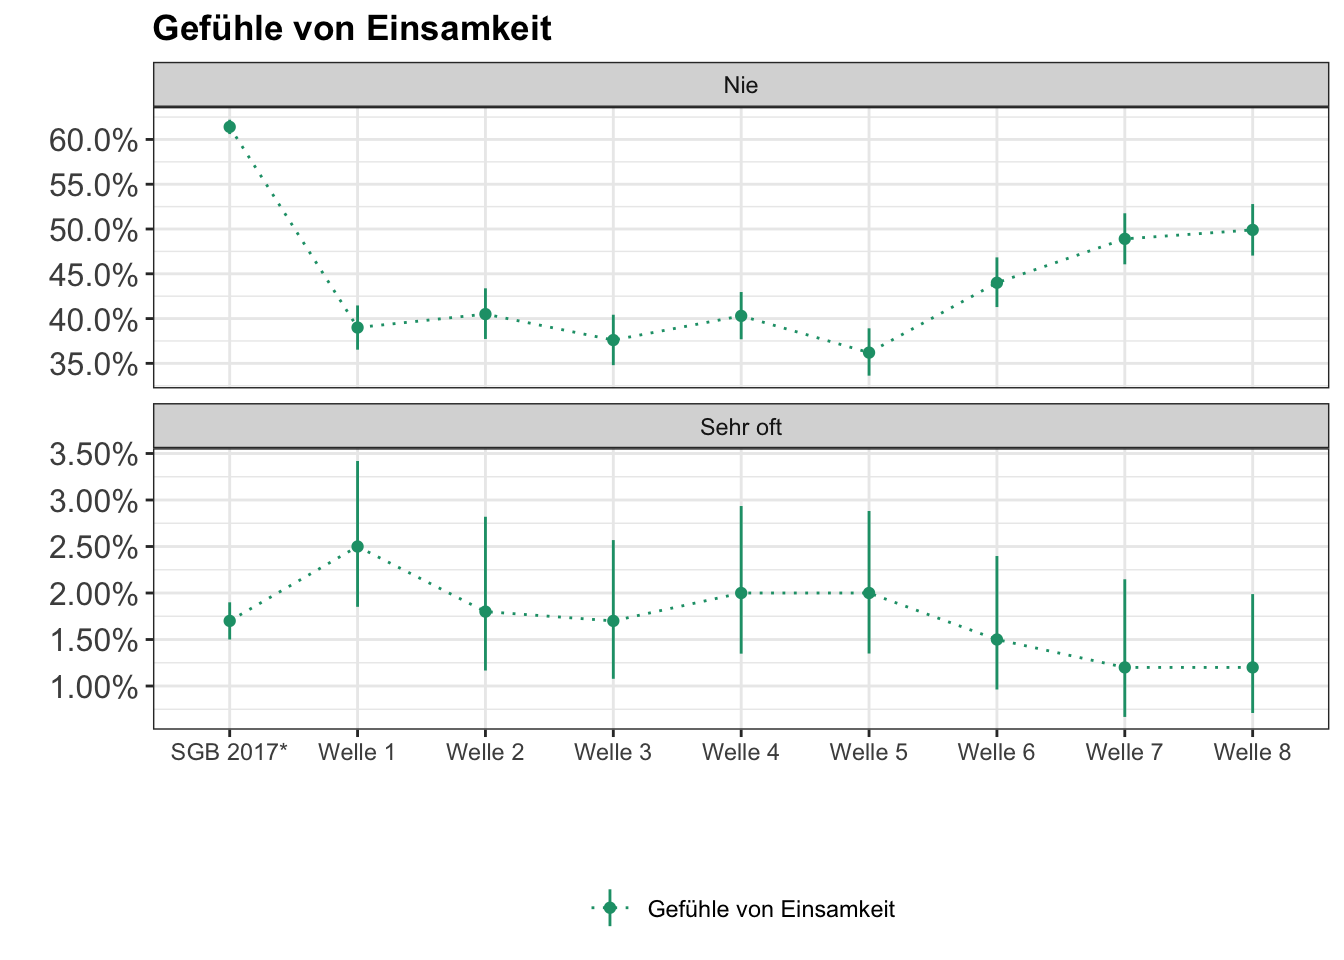 Gefühle von Einsamkeit
Nie
60.0%
55.0%
50.0%
45.0%
40.0%
35.0%
Sehr oft
3.50%
3.00%
2.50%
2.00%
1.50%
1.00%
SGB 2017* Welle 1 Welle 2 Welle 3 Welle 4 Welle 5 Welle 6 Welle 7 Welle 8
Gefühle von Einsamkeit